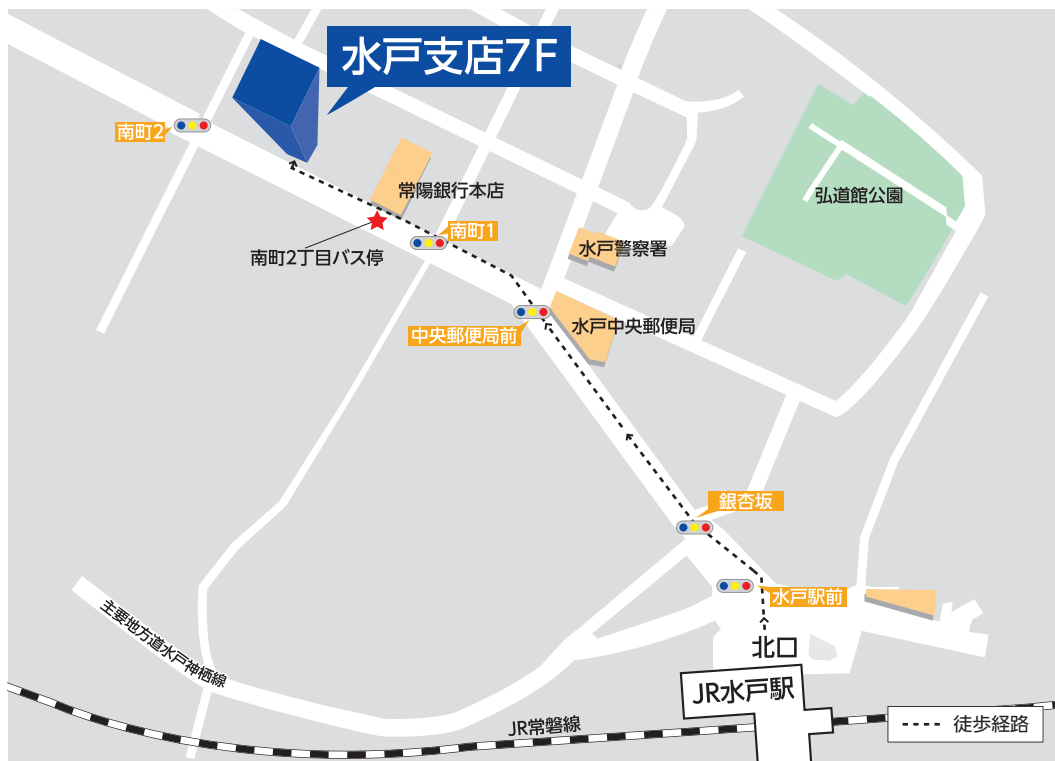 水戸支店7F
南町2
常陽銀行本店
弘道館公園
南町1
水戸警察署
南町2丁目バス停
水戸中央郵便局
中央郵便局前
銀杏坂
水戸駅前
主要地方道水戸神栖線
北口
JR水戸駅
JR常磐線
徒歩経路